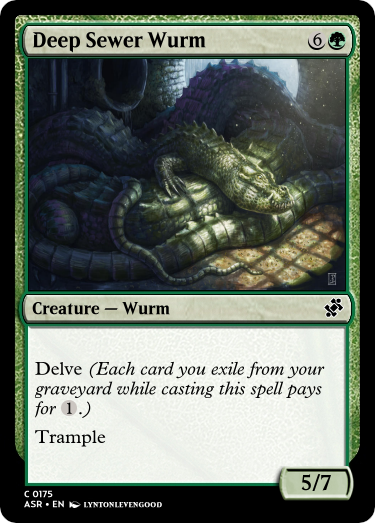 Deep Sewer Wurm 6
Creature — Wurm
Delve (Each card you exile from your
graveyard while casting this spell pays
for 1.)
Trample
5/7
C 0175
ASR • EN LYNTONLEVENGOOD